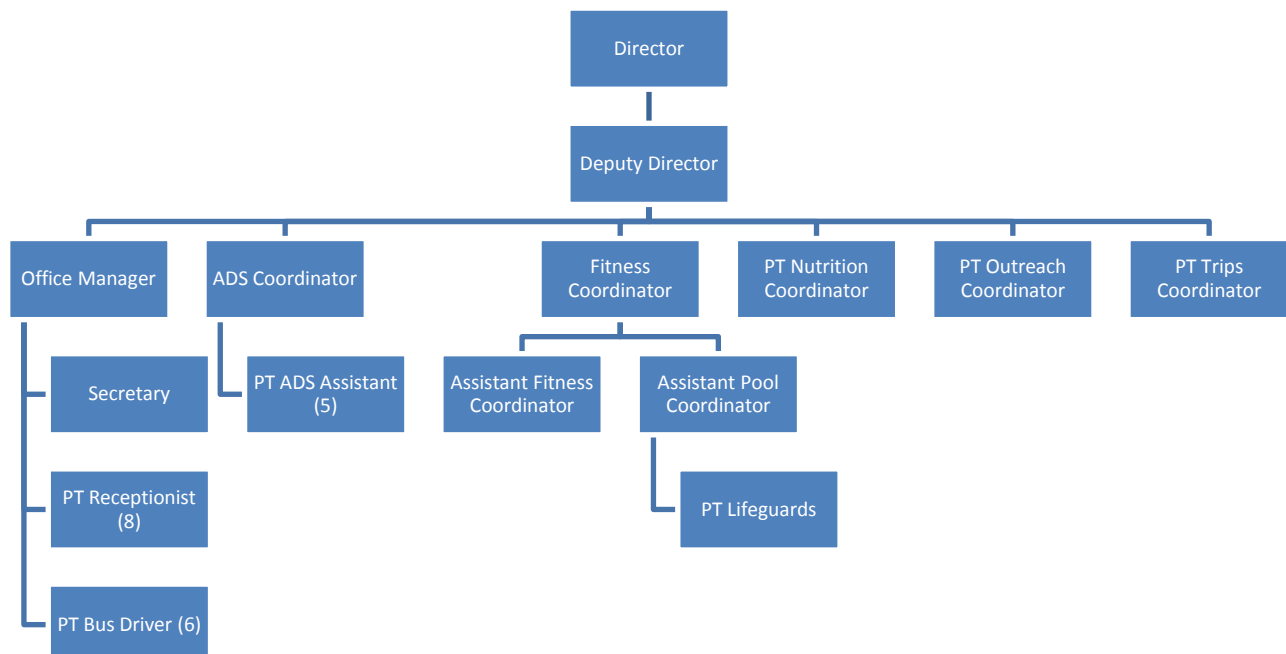 Director
Deputy Director
Office Manager
ADS Coordinator
Fitness
Coordinator
PT Nutrition
Coordinator
PT Outreach
Coordinator
PT Trips
Coordinator
Secretary
PT ADS Assistant
(5)
Assistant Fitness
Coordinator
Assistant Pool
Coordinator
PT Receptionist
(8)
PT Lifeguards
PT Bus Driver (6)